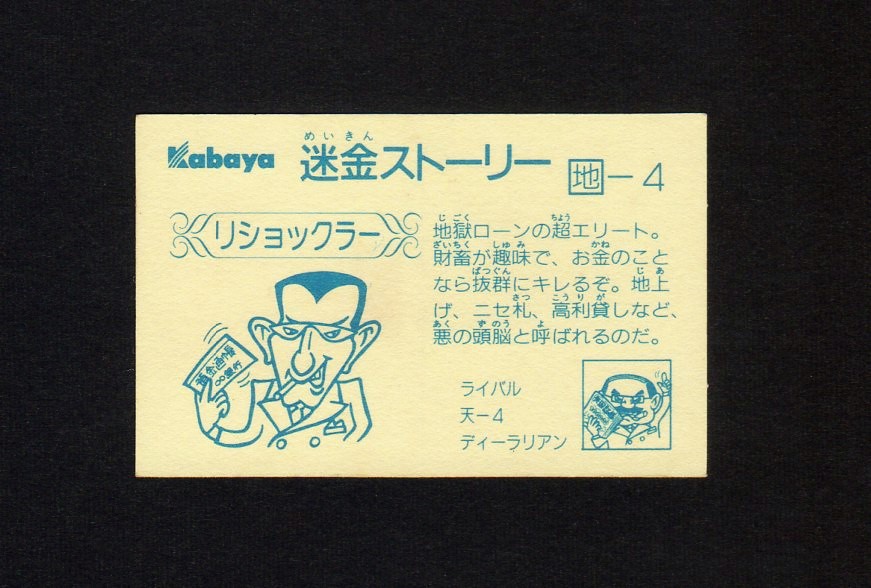 Kabaya
めいきん
迷金ストーリー
地-4
リショックラー
じごく ちょう
地獄ローンの超エリート。
ざいちく しゅみ かね
財畜が趣味で、お金のこと
ばつぐん じあ
なら抜群にキレるぞ。地上
さつ こうりが
げ、ニセ札、高利貸しなど、
あく ずのう よ
悪の頭脳と呼ばれるのだ。
ライバル
天-4
ディーラリアン